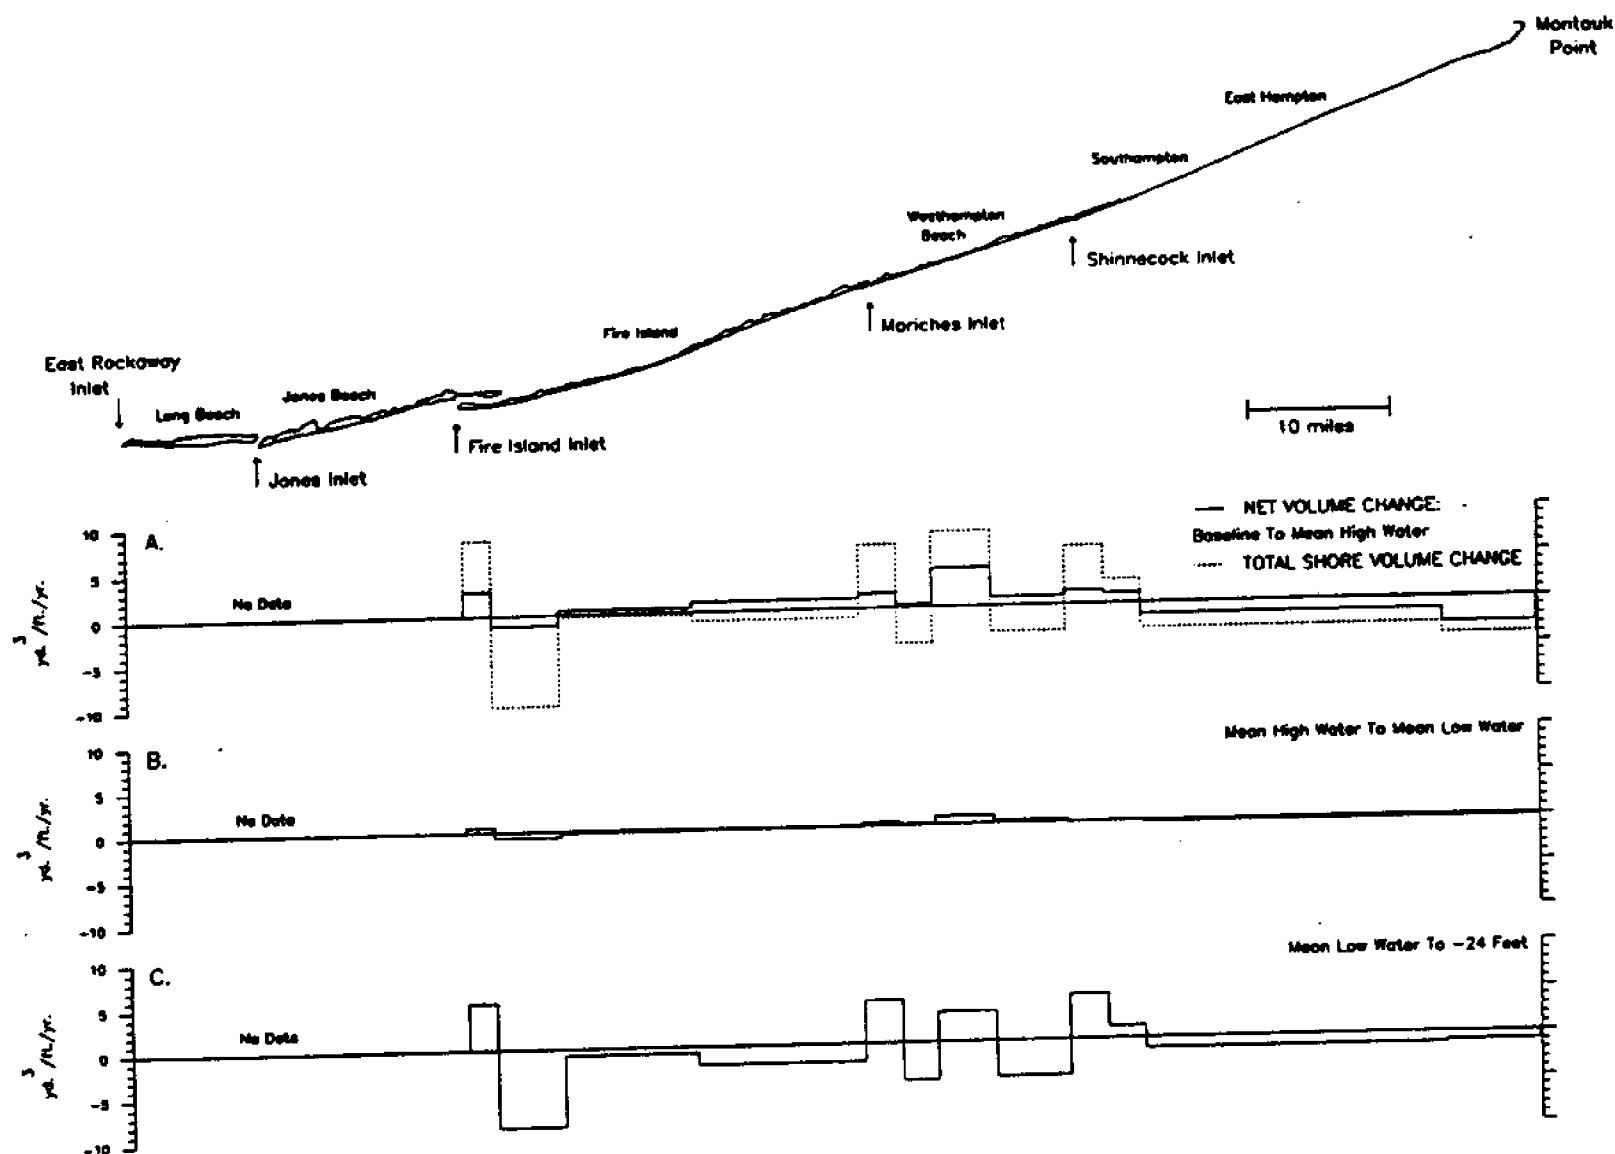 Montauk
Point
East Hampton
Southampton
Westhampton
Beach
Shinnecock Inlet
Moriches Inlet
Fire Island
East Rockaway
Inlet
Jones Beach
Long Beach
10 miles
Fire Island Inlet
Jones Inlet
NET VOLUME CHANGE:
Baseline To Mean High Water
TOTAL SHORE VOLUME CHANGE
A.
10
5
No Data
0
-5
-10
yd.3/ft./yr.
Mean High Water To Mean Low Water
B.
10
5
No Data
0
-5
-10
yd.3/ft./yr.
Mean Low Water To -24 Feet
C.
10
5
No Data
0
-5
-10
yd.3/ft./yr.